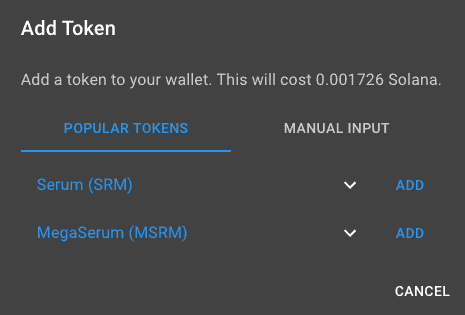 Add Token
Add a token to your wallet. This will cost 0.001726 Solana.
POPULAR TOKENS MANUAL INPUT
Serum (SRM) ADD
MegaSerum (MSRM) ADD
CANCEL